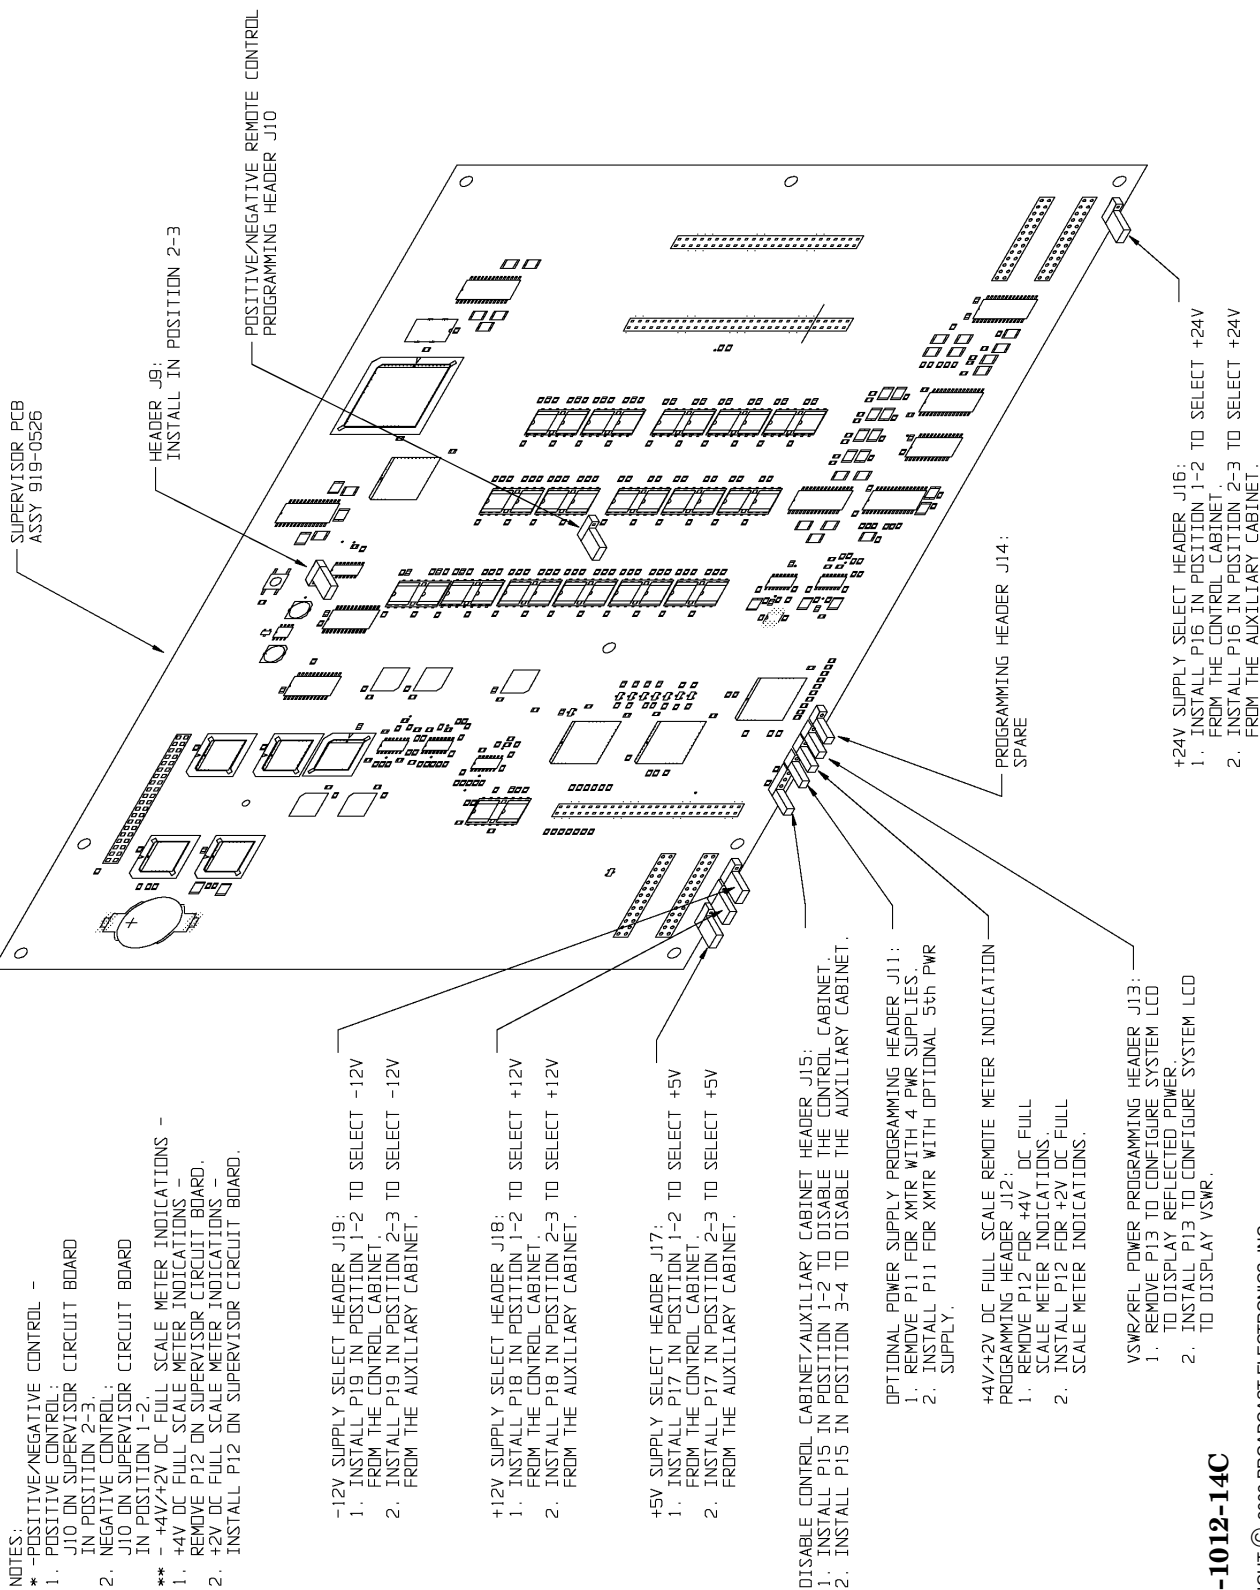 NOTES:
* -POSITIVE/NEGATIVE CONTROL -
1. POSITIVE CONTROL:
J10 ON SUPERVISOR CIRCUIT BOARD
IN POSITION 2-3.
2. NEGATIVE CONTROL:
J10 ON SUPERVISOR CIRCUIT BOARD
IN POSITION 1-2.
** - +4V/+2V DC FULL SCALE METER INDICATIONS -
1. +4V DC FULL SCALE METER INDICATIONS -
REMOVE P12 ON SUPERVISOR CIRCUIT BOARD.
2. +2V DC FULL SCALE METER INDICATIONS -
INSTALL P12 ON SUPERVISOR CIRCUIT BOARD.
SUPERVISOR PCB
ASSY 919-0526
HEADER J9:
INSTALL IN POSITION 2-3
POSITIVE/NEGATIVE REMOTE CONTROL
PROGRAMMING HEADER J10
-12V SUPPLY SELECT HEADER J19:
1. INSTALL P19 IN POSITION 1-2 TO SELECT -12V
FROM THE CONTROL CABINET.
2. INSTALL P19 IN POSITION 2-3 TO SELECT -12V
FROM THE AUXILIARY CABINET.
+12V SUPPLY SELECT HEADER J18:
1. INSTALL P18 IN POSITION 1-2 TO SELECT +12V
FROM THE CONTROL CABINET.
2. INSTALL P18 IN POSITION 2-3 TO SELECT +12V
FROM THE AUXILIARY CABINET.
+5V SUPPLY SELECT HEADER J17:
1. INSTALL P17 IN POSITION 1-2 TO SELECT +5V
FROM THE CONTROL CABINET.
2. INSTALL P17 IN POSITION 2-3 TO SELECT +5V
FROM THE AUXILIARY CABINET.
DISABLE CONTROL CABINET/AUXILIARY CABINET HEADER J15:
1. INSTALL P15 IN POSITION 1-2 TO DISABLE THE CONTROL CABINET.
2. INSTALL P15 IN POSITION 3-4 TO DISABLE THE AUXILIARY CABINET.
OPTIONAL POWER SUPPLY PROGRAMMING HEADER J11:
1. REMOVE P11 FOR XMTR WITH 4 PWR SUPPLIES.
2. INSTALL P11 FOR XMTR WITH OPTIONAL 5th PWR
SUPPLY.
+4V/+2V DC FULL SCALE REMOTE METER INDICATION
PROGRAMMING HEADER J12:
1. REMOVE P12 FOR +4V DC FULL
SCALE METER INDICATIONS.
2. INSTALL P12 FOR +2V DC FULL
SCALE METER INDICATIONS.
PROGRAMMING HEADER J14:
SPARE
VSWR/RFL POWER PROGRAMMING HEADER J13:
1. REMOVE P13 TO CONFIGURE SYSTEM LCD
TO DISPLAY REFLECTED POWER.
2. INSTALL P13 TO CONFIGURE SYSTEM LCD
TO DISPLAY VSWR.
+24V SUPPLY SELECT HEADER J16:
1. INSTALL P16 IN POSITION 1-2 TO SELECT +24V
FROM THE CONTROL CABINET.
2. INSTALL P16 IN POSITION 2-3 TO SELECT +24V
FROM THE AUXILIARY CABINET.
-1012-14C